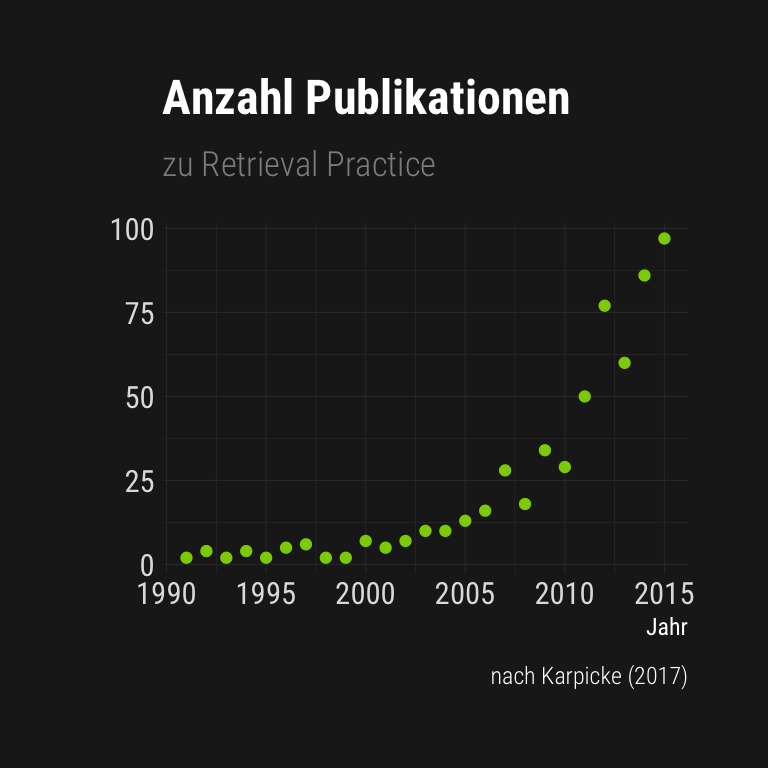 Anzahl Publikationen
zu Retrieval Practice
100
75
50
25
0
1990 1995 2000 2005 2010 2015
Jahr
nach Karpicke (2017)